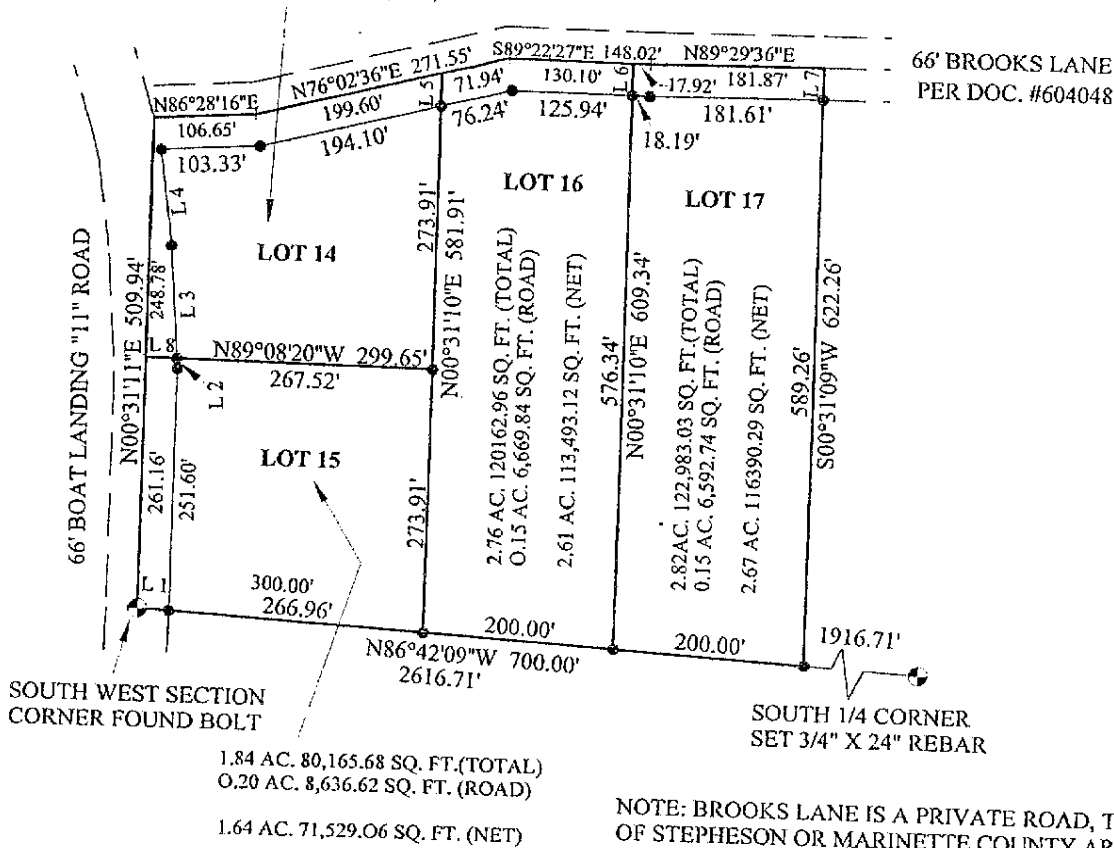 S89°22'27"E 148.02' N89°29'36"E
66' BROOKS LANE
PER DOC. #604048
N76°02'36"E 271.55'
N86°28'16"E
71.94'
130.10'
L 6
17.92'
181.87'
L 7
L 5
199.60'
106.65'
76.24'
125.94'
181.61'
194.10'
103.33'
18.19'
L 4
LOT 16
LOT 17
LOT 14
66' BOAT LANDING "11" ROAD
N00°31'11"E 509.94'
248.78'
L 3
273.91'
N00°31'10"E 581.91'
2.76 AC. 120162.96 SQ. FT. (TOTAL)
O.15 AC. 6,669.84 SQ. FT. (ROAD)
2.61 AC. 113,493.12 SQ. FT. (NET)
576.34'
N00°31'10"E 609.34'
2.82AC. 122,983.03 SQ. FT.(TOTAL)
0.15 AC. 6,592.74 SQ. FT. (ROAD)
2.67 AC. 116390.29 SQ. FT. (NET)
589.26'
S00°31'09"W 622.26'
L 8
N89°08'20"W 299.65'
267.52'
L 2
LOT 15
261.16'
251.60'
273.91'
L 1
300.00'
266.96'
200.00'
200.00'
1916.71'
N86°42'09"W 700.00'
2616.71'
SOUTH WEST SECTION
CORNER FOUND BOLT
SOUTH 1/4 CORNER
SET 3/4" X 24" REBAR
1.84 AC. 80,165.68 SQ. FT.(TOTAL)
O.20 AC. 8,636.62 SQ. FT. (ROAD)
1.64 AC. 71,529.O6 SQ. FT. (NET)
NOTE: BROOKS LANE IS A PRIVATE ROAD, T
OF STEPHESON OR MARINETTE COUNTY